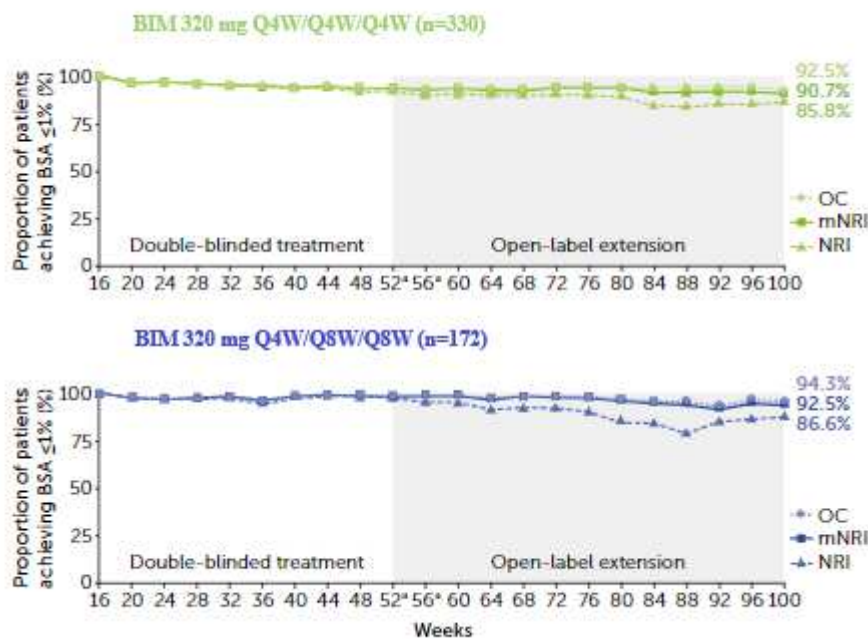 BIM 320 mg Q4W/Q4W/Q4W (n=330)
Proportion of patients
achieving BSA ≤1% (%)
100
75
50
25
0
92.5%
90.7%
85.8%
OC
mNRI
NRI
Double-blinded treatment
Open-label extension
16 20 24 28 32 36 40 44 48 52ᵃ 56ᵃ 60 64 68 72 76 80 84 88 92 96 100
BIM 320 mg Q4W/Q8W/Q8W (n=172)
Proportion of patients
achieving BSA ≤1% (%)
100
75
50
25
0
94.3%
92.5%
86.6%
OC
mNRI
NRI
Double-blinded treatment
Open-label extension
16 20 24 28 32 36 40 44 48 52ᵃ 56ᵃ 60 64 68 72 76 80 84 88 92 96 100
Weeks